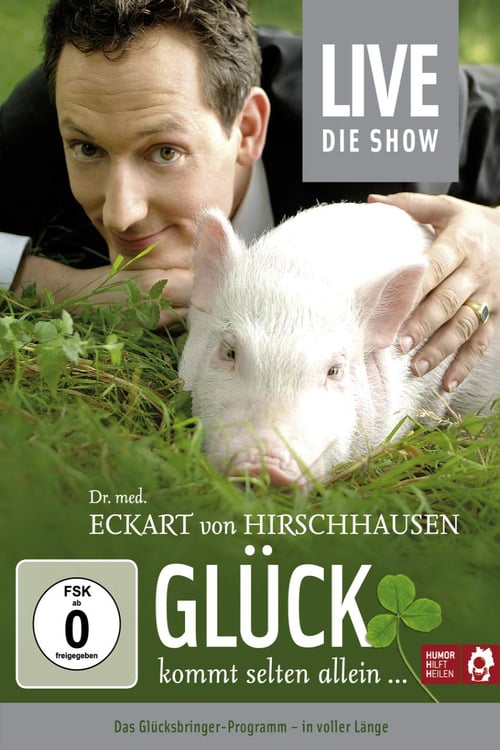 LIVE
DIE SHOW
Dr. med.
ECKART von HIRSCHHAUSEN
GLÜCK
kommt selten allein ...
FSK
ab
0
freigegeben
HUMOR
HILFT
HEILEN
Das Glücksbringer-Programm – in voller Länge